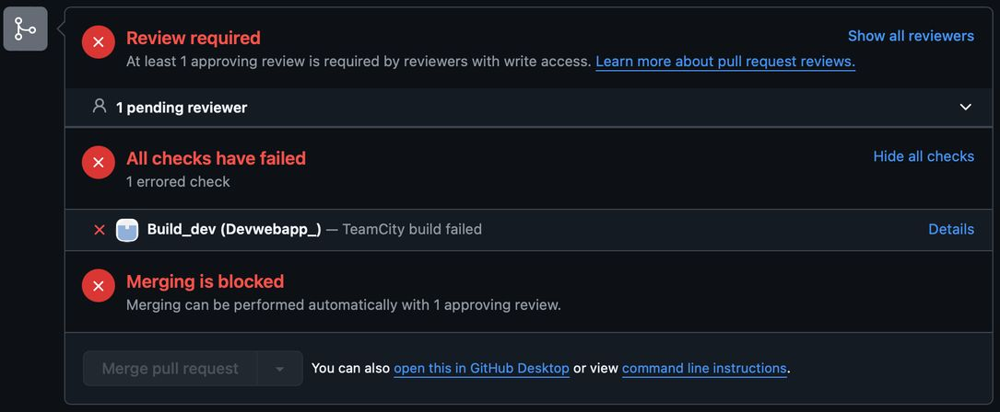 Review required
Show all reviewers
At least 1 approving review is required by reviewers with write access. Learn more about pull request reviews.
1 pending reviewer
All checks have failed
Hide all checks
1 errored check
Build_dev (Devwebapp_) — TeamCity build failed
Details
Merging is blocked
Merging can be performed automatically with 1 approving review.
Merge pull request
You can also open this in GitHub Desktop or view command line instructions.